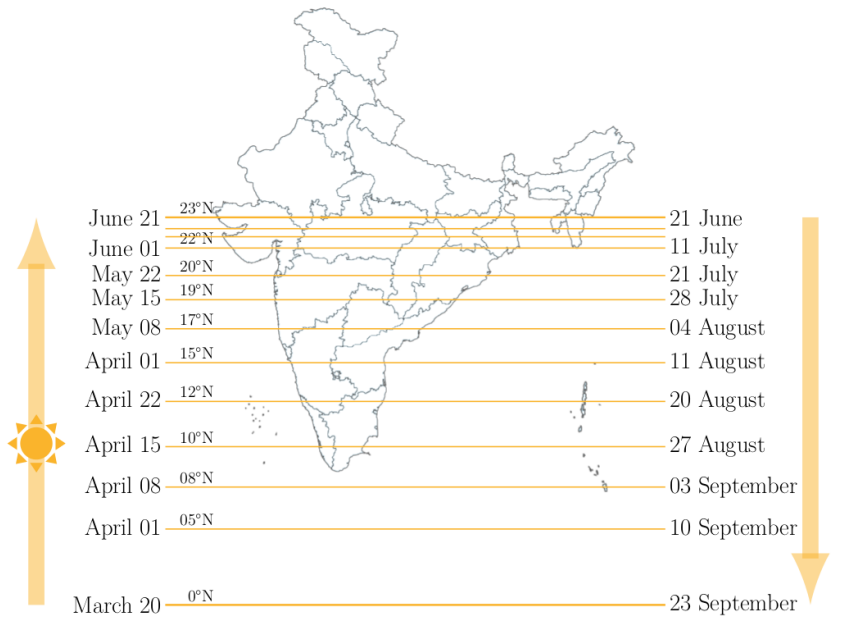 June 21 23°N 21 June
June 01 22°N 11 July
May 22 20°N 21 July
May 15 19°N 28 July
May 08 17°N 04 August
April 01 15°N 11 August
April 22 12°N 20 August
April 15 10°N 27 August
April 08 08°N 03 September
April 01 05°N 10 September
March 20 0°N 23 September